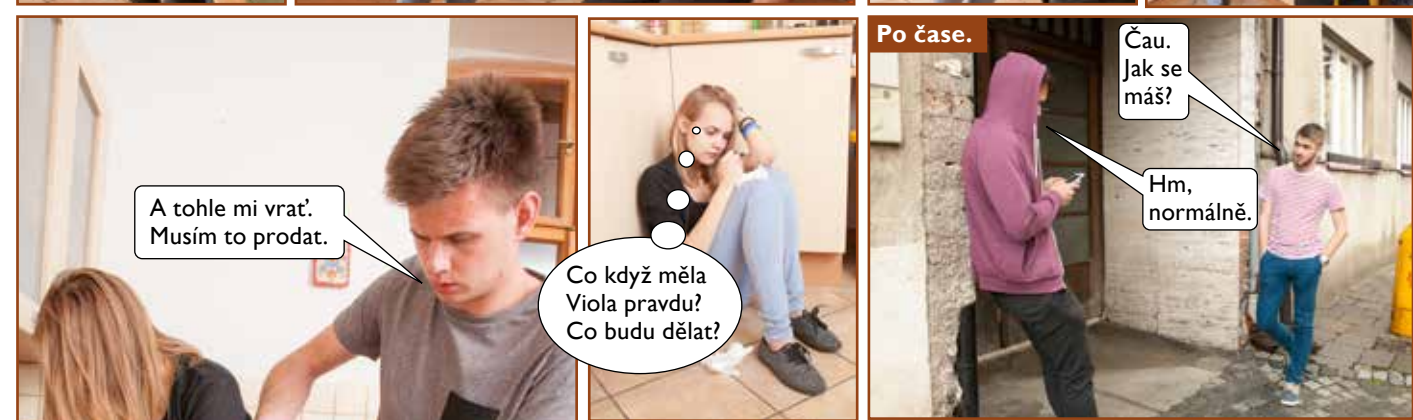 A tohle mi vrať.
Musím to prodat.
Co když měla
Viola pravdu?
Co budu dělat?
Po čase.
Čau.
Jak se
máš?
Hm,
normálně.